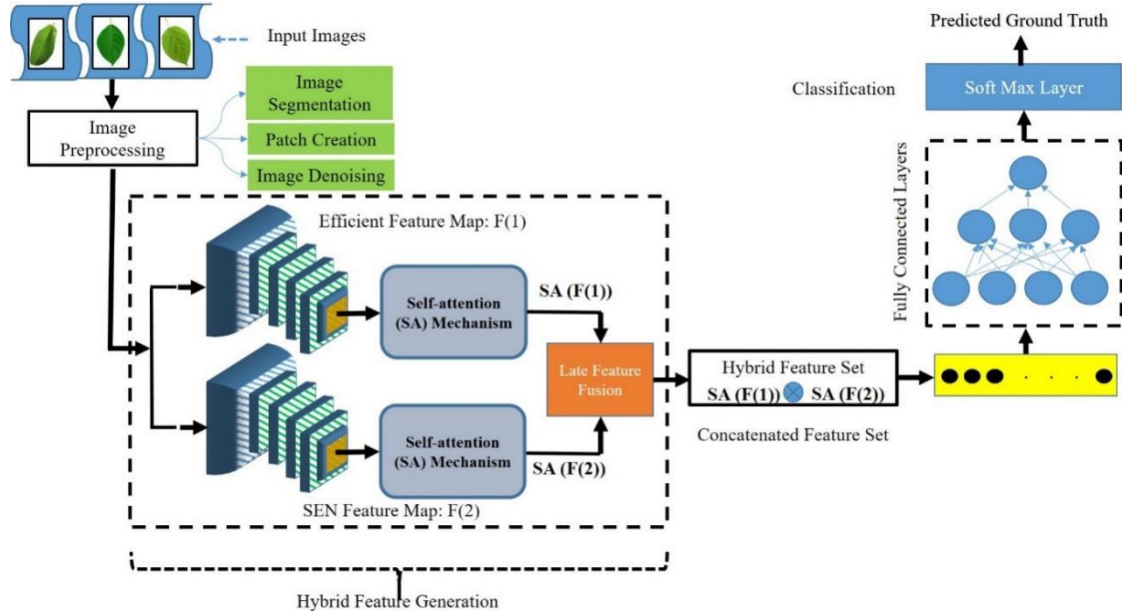 Input Images
Image
Segmentation
Patch Creation
Image Denoising
Image
Preprocessing
Efficient Feature Map: F(1)
Self-attention
(SA) Mechanism
SA (F(1))
Late Feature
Fusion
Self-attention
(SA) Mechanism
SA (F(2))
SEN Feature Map: F(2)
Hybrid Feature Generation
Hybrid Feature Set
SA (F(1)) SA (F(2))
Concatenated Feature Set
Fully Connected Layers
Classification
Soft Max Layer
Predicted Ground Truth